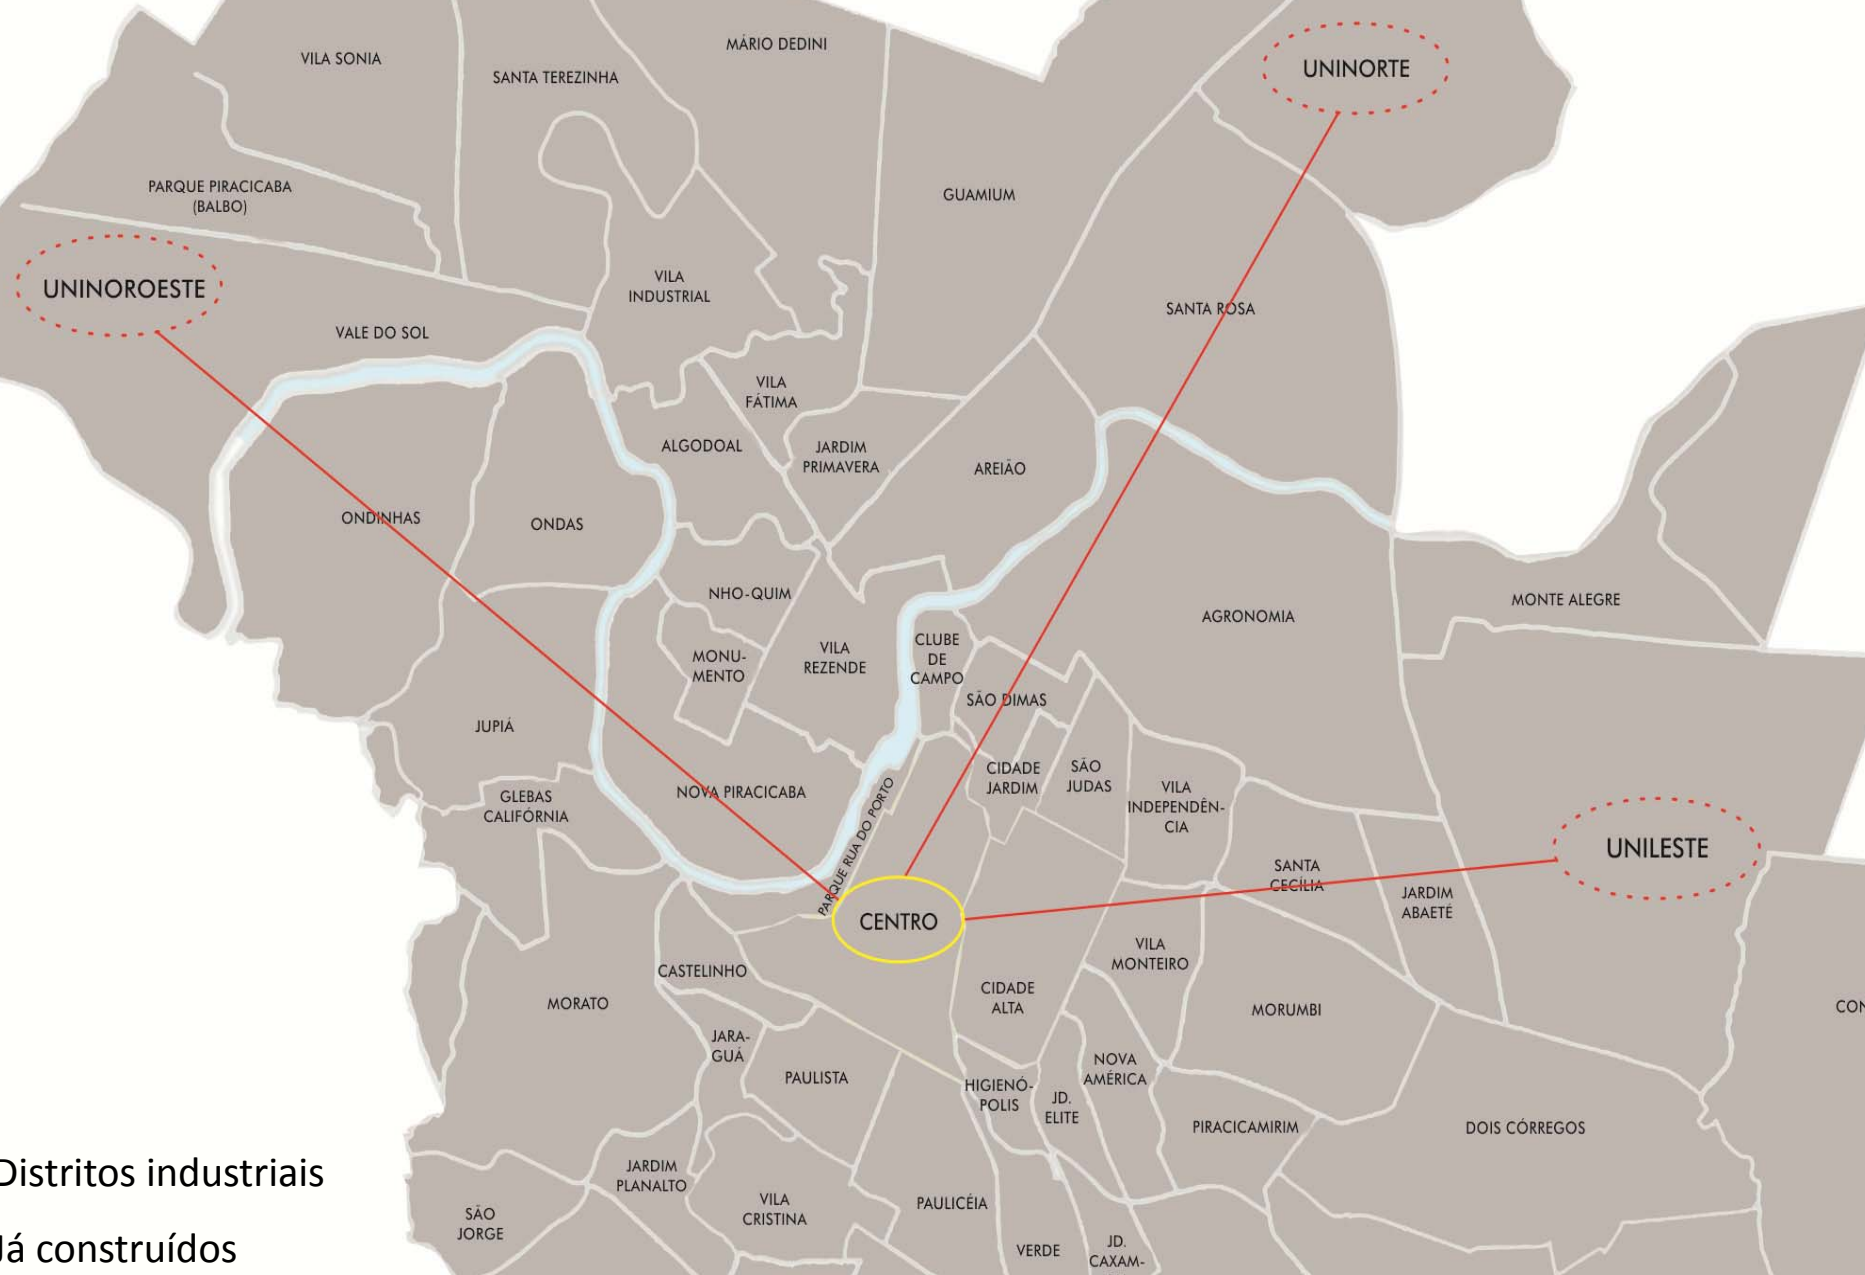 MÁRIO DEDINI
VILA SONIA
SANTA TEREZINHA
UNINORTE
PARQUE PIRACICABA
(BALBO)
GUAMIUM
UNINOROESTE
VILA
INDUSTRIAL
VALE DO SOL
SANTA ROSA
VILA
FÁTIMA
ALGODOAL
JARDIM
PRIMAVERA
AREIÃO
ONDINHAS
ONDAS
NHO-QUIM
MONTE ALEGRE
AGRONOMIA
MONU-
MENTO
VILA
REZENDE
CLUBE
DE
CAMPO
SÃO DIMAS
JUPIÁ
GLEBAS
CALIFÓRNIA
NOVA PIRACICABA
PARQUE RUA DO PORTO
CIDADE
JARDIM
SÃO
JUDAS
VILA
INDEPENDÊN-
CIA
UNILESTE
SANTA
CECÍLIA
JARDIM
ABAETÉ
CENTRO
CASTELINHO
VILA
MONTEIRO
MORATO
CIDADE
ALTA
MORUMBI
CON
JARA-
GUÁ
PAULISTA
NOVA
AMÉRICA
HIGIENÓ-
POLIS
JD.
ELITE
PIRACICAMIRIM
DOIS CÓRREGOS
Distritos industriais
JARDIM
PLANALTO
VILA
CRISTINA
PAULICÉIA
SÃO
JORGE
Já construídos
VERDE
JD.
CAXAM-